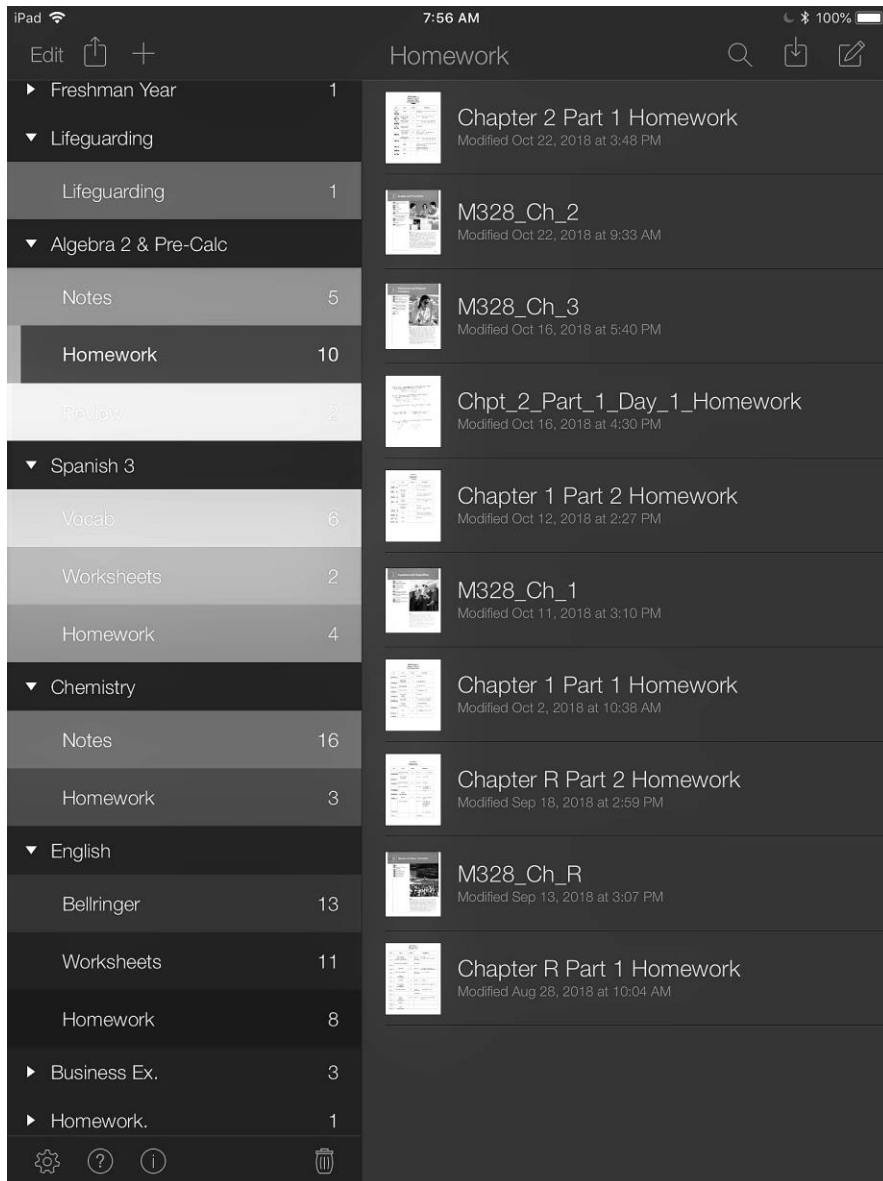 iPad 7:56 AM 100%
Edit Homework
Freshman Year 1
Lifeguarding
Lifeguarding 1
Algebra 2 & Pre-Calc
Notes 5
Homework 10
Review 2
Spanish 3
Vocab 6
Worksheets 2
Homework 4
Chemistry
Notes 16
Homework 3
English
Bellringer 13
Worksheets 11
Homework 8
Business Ex. 3
Homework. 1
Chapter 2 Part 1 Homework
Modified Oct 22, 2018 at 3:48 PM
M328_Ch_2
Modified Oct 22, 2018 at 9:33 AM
M328_Ch_3
Modified Oct 16, 2018 at 5:40 PM
Chpt_2_Part_1_Day_1_Homework
Modified Oct 16, 2018 at 4:30 PM
Chapter 1 Part 2 Homework
Modified Oct 12, 2018 at 2:27 PM
M328_Ch_1
Modified Oct 11, 2018 at 3:10 PM
Chapter 1 Part 1 Homework
Modified Oct 2, 2018 at 10:38 AM
Chapter R Part 2 Homework
Modified Sep 18, 2018 at 2:59 PM
M328_Ch_R
Modified Sep 13, 2018 at 3:07 PM
Chapter R Part 1 Homework
Modified Aug 28, 2018 at 10:04 AM